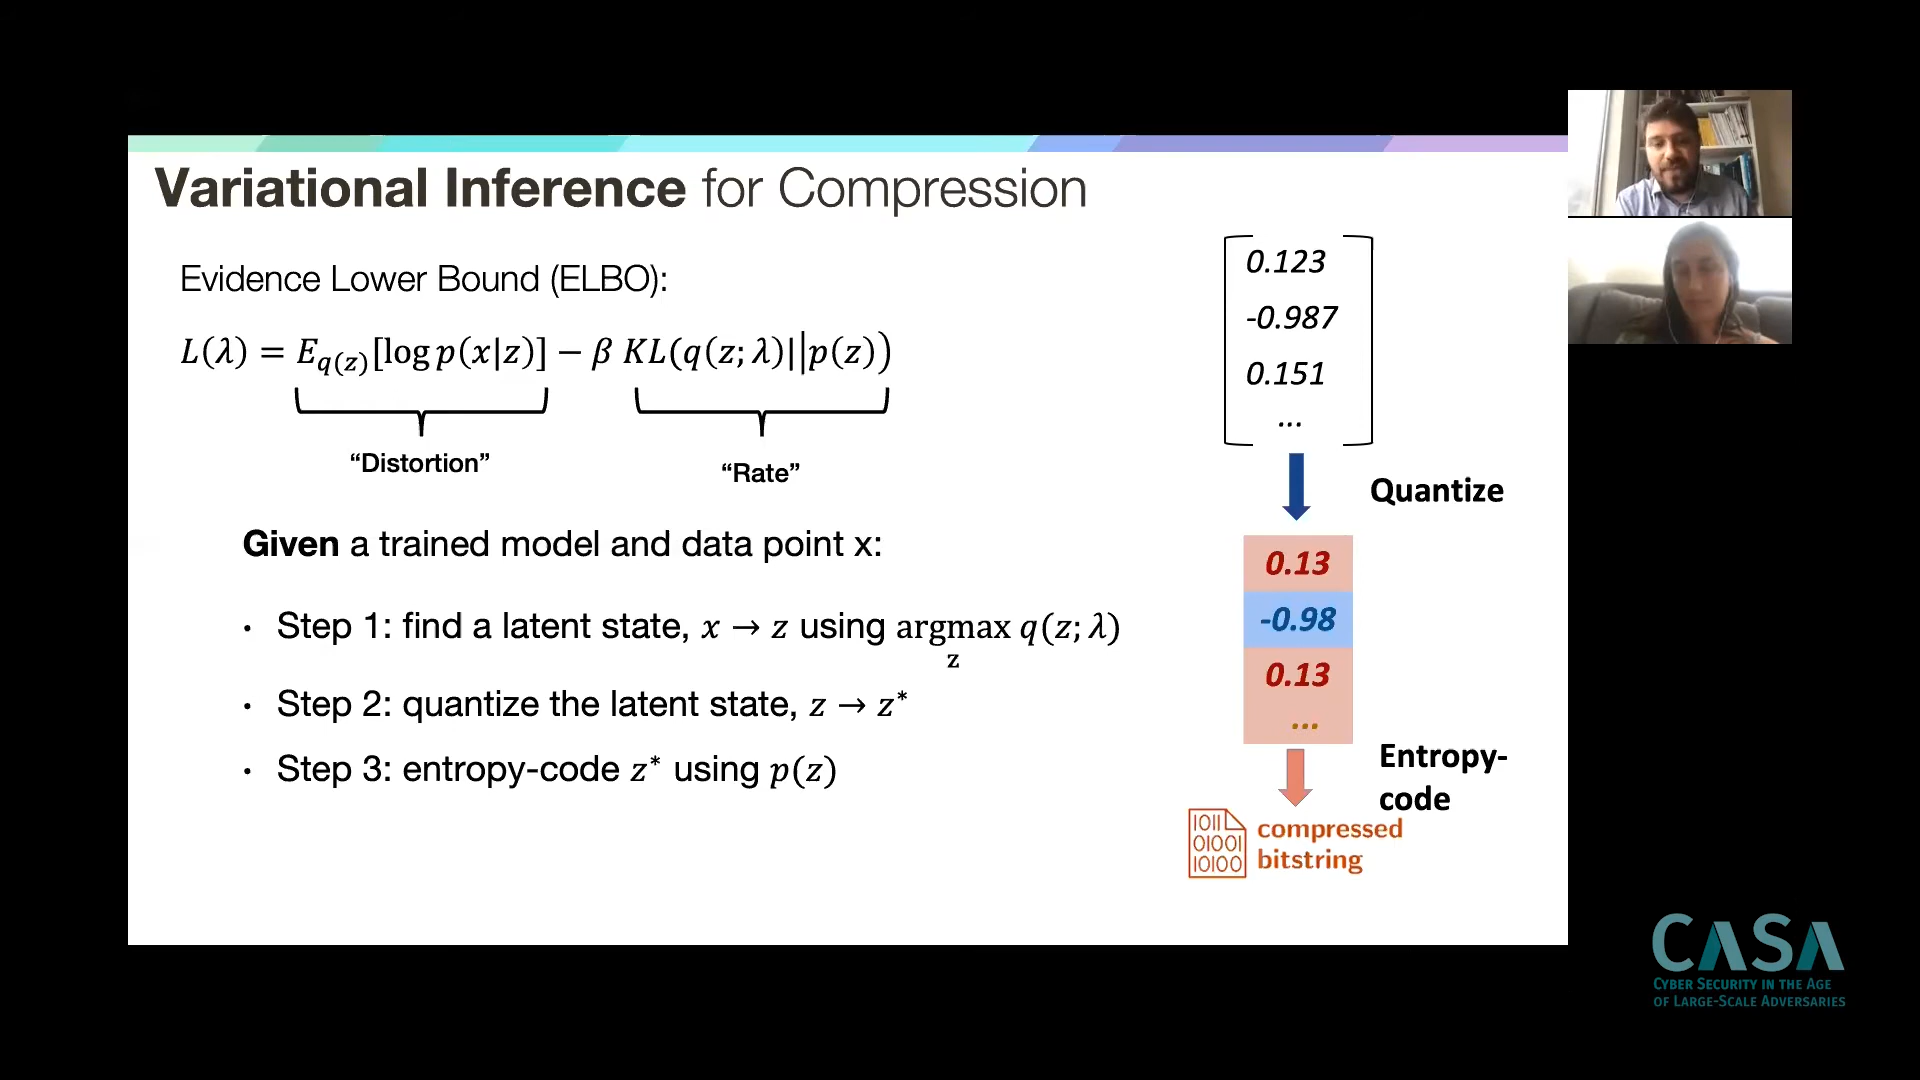 Variational Inference for Compression
Evidence Lower Bound (ELBO):
L(λ) = E_q(z)[log p(x|z)] − β KL(q(z; λ)||p(z))
“Distortion”
“Rate”
Given a trained model and data point x:
· Step 1: find a latent state, x → z using argmax q(z; λ)
z
· Step 2: quantize the latent state, z → z*
· Step 3: entropy-code z* using p(z)
0.123
-0.987
0.151
...
Quantize
0.13
-0.98
0.13
...
Entropy-
code
1011
01001
10100
compressed
bitstring
CASA
CYBER SECURITY IN THE AGE
OF LARGE-SCALE ADVERSARIES